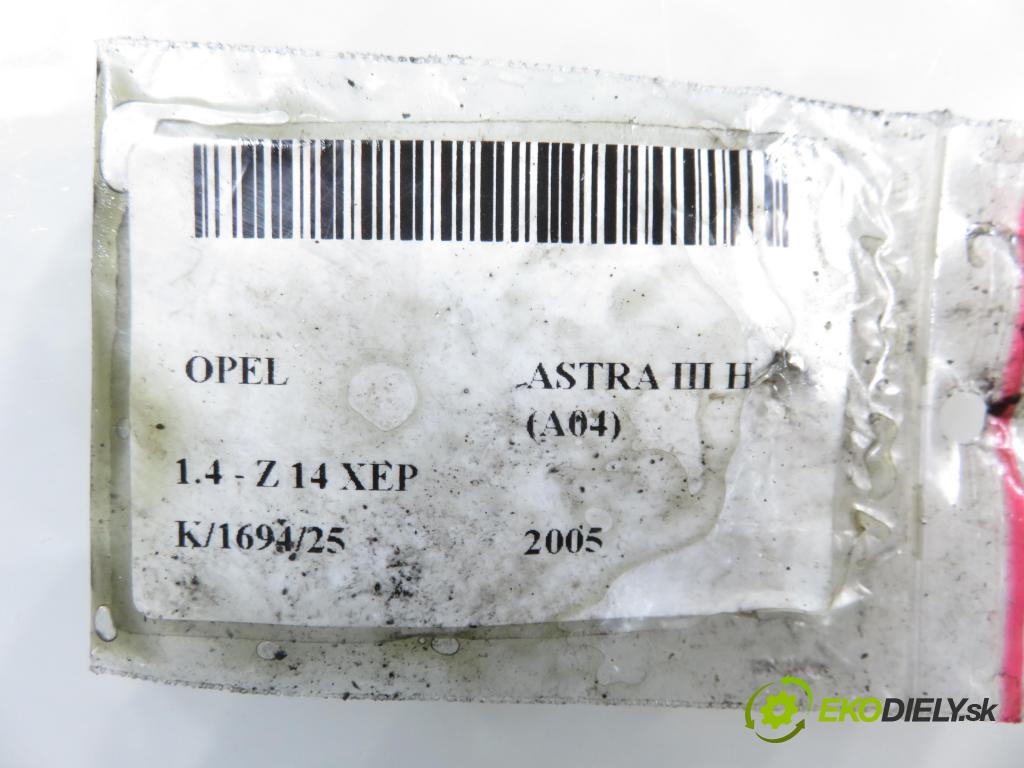 OPEL ASTRA III H
(A04)
1.4 - Z 14 XEP
K/1694/25 2005
EKODIELY.sk